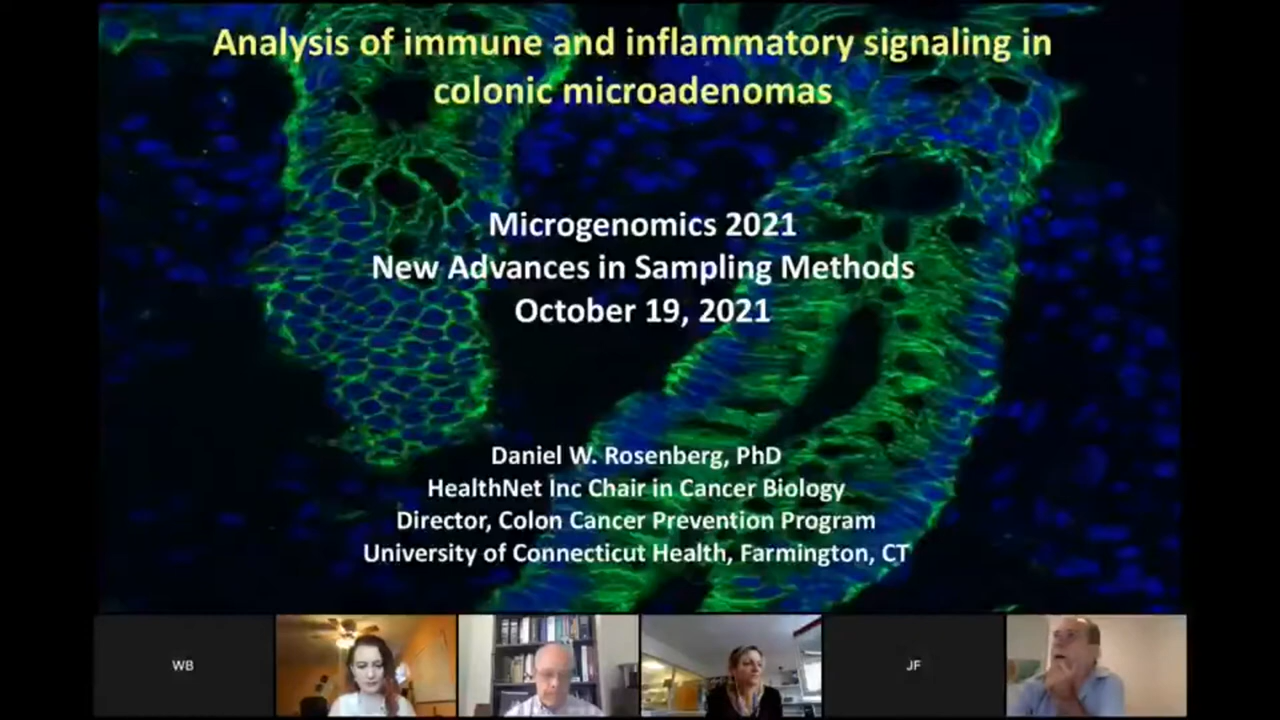 Analysis of immune and inflammatory signaling in
colonic microadenomas
Microgenomics 2021
New Advances in Sampling Methods
October 19, 2021
Daniel W. Rosenberg, PhD
HealthNet Inc Chair in Cancer Biology
Director, Colon Cancer Prevention Program
University of Connecticut Health, Farmington, CT
WB
JF